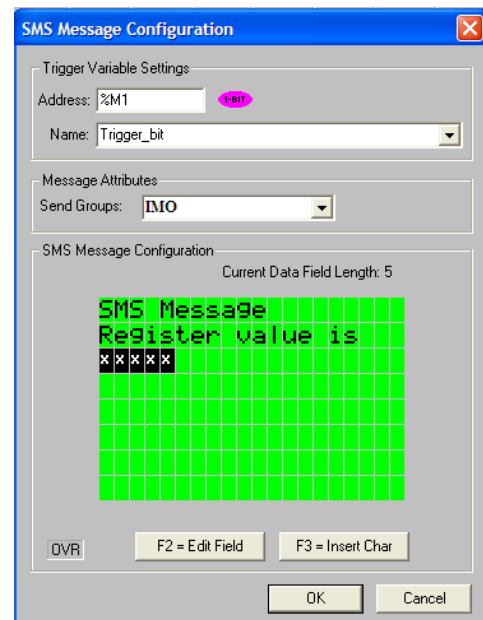 SMS Message Configuration
Trigger Variable Settings
Address: %M1 1-BIT
Name: Trigger_bit
Message Attributes
Send Groups: IMO
SMS Message Configuration
Current Data Field Length: 5
SMS Message
Register value is
xxxxx
OVR F2 = Edit Field F3 = Insert Char
OK Cancel